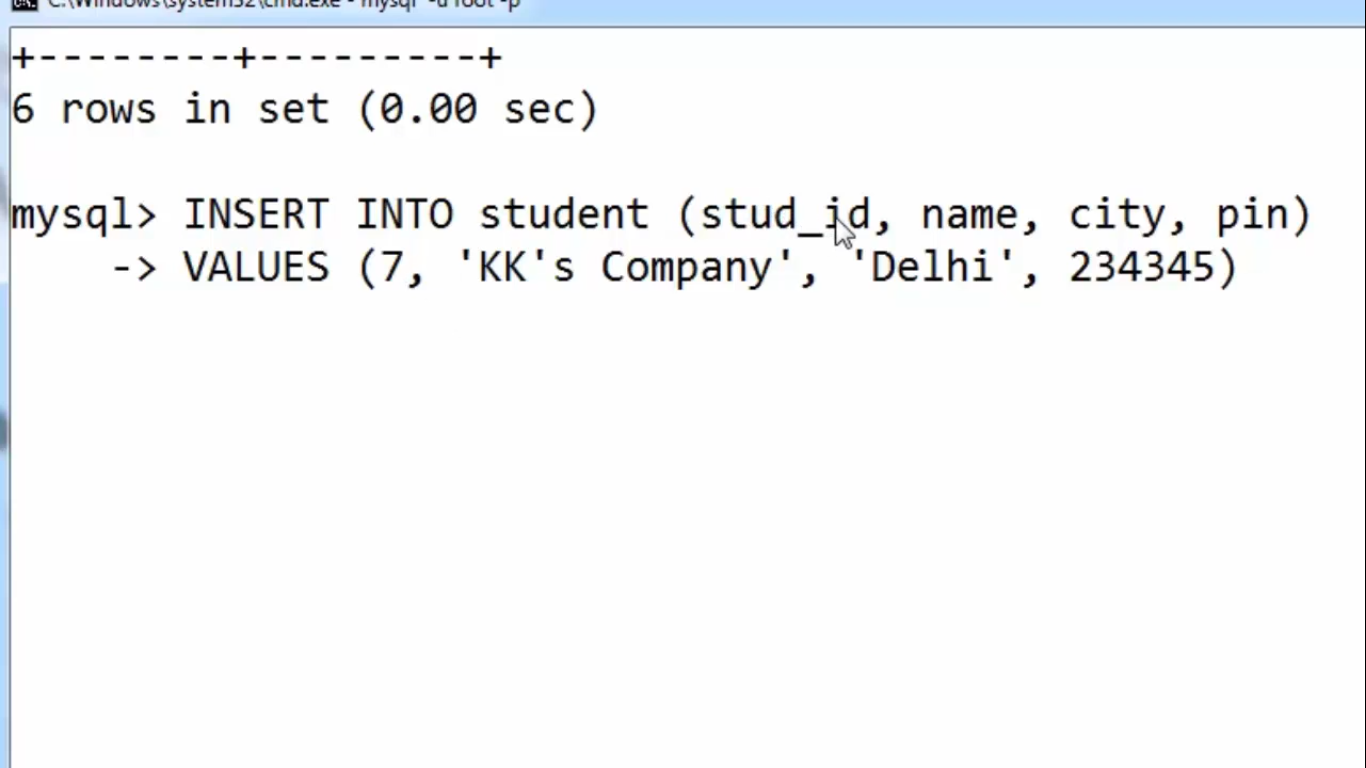 C:\Windows\system32\cmd.exe - mysql -u root -p
+--------+---------+
6 rows in set (0.00 sec)
mysql> INSERT INTO student (stud_id, name, city, pin)
-> VALUES (7, 'KK's Company', 'Delhi', 234345)